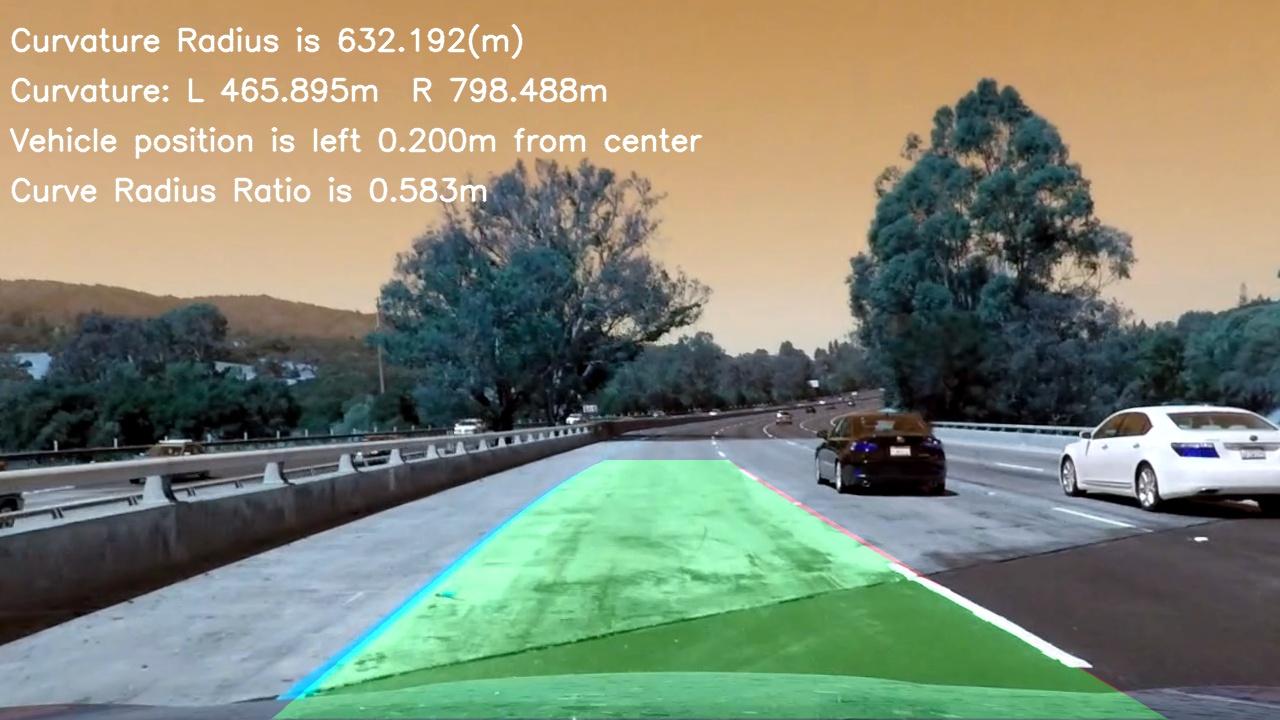 Curvature Radius is 632.192(m)
Curvature: L 465.895m R 798.488m
Vehicle position is left 0.200m from center
Curve Radius Ratio is 0.583m